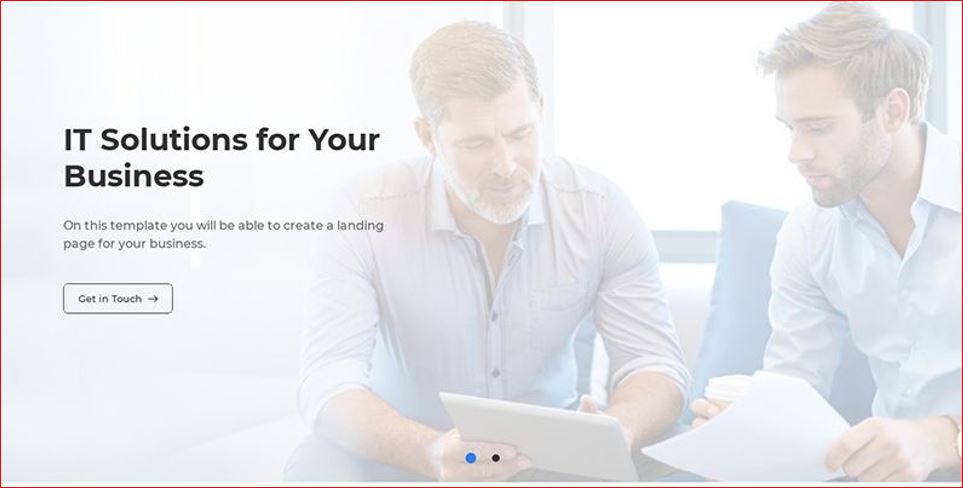 IT Solutions for Your
Business
On this template you will be able to create a landing
page for your business.
Get in Touch →